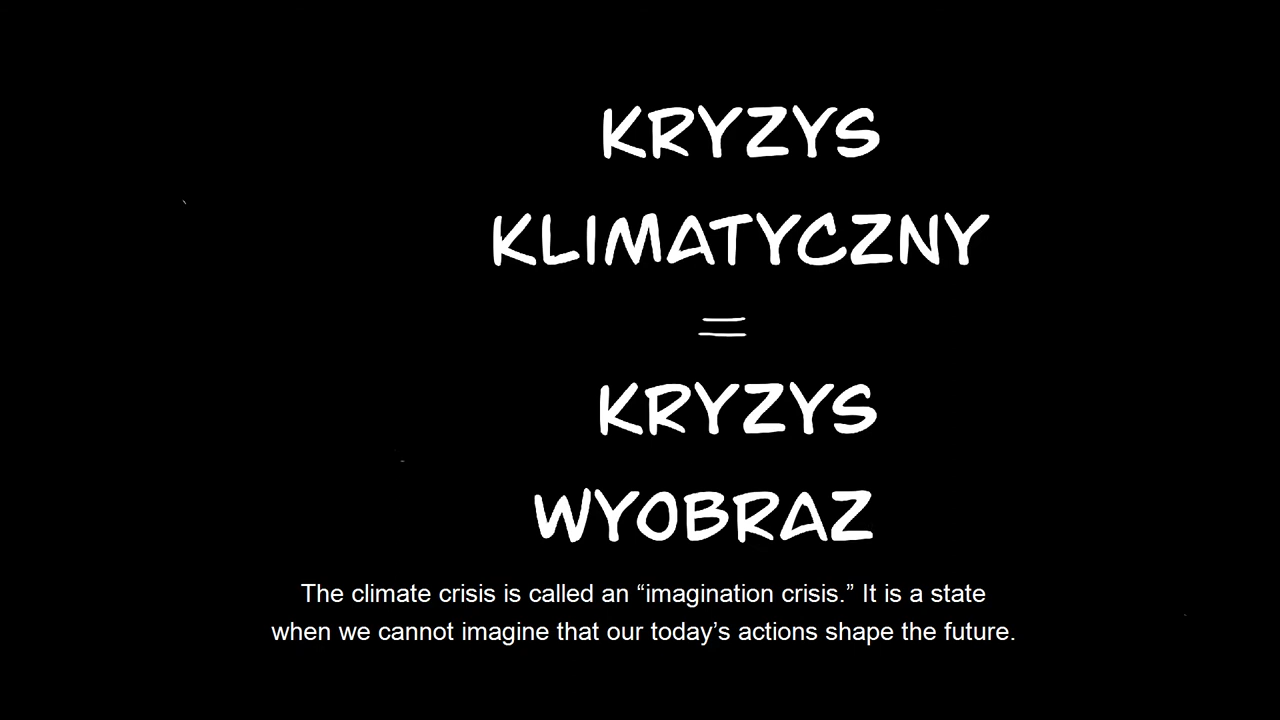 KRYZYS
KLIMATYCZNY
=
KRYZYS
WYOBRAZ
The climate crisis is called an “imagination crisis.” It is a state
when we cannot imagine that our today’s actions shape the future.